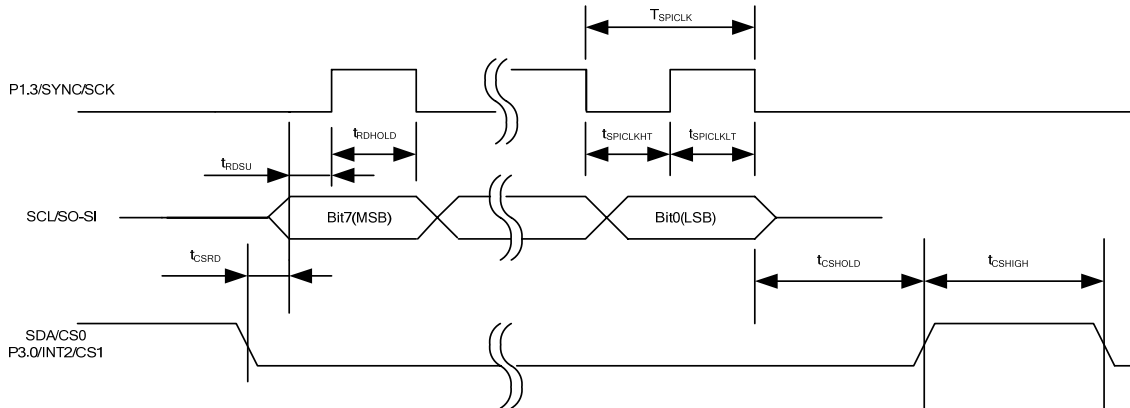 TSPICLK
P1.3/SYNC/SCK
tRDHOLD
tSPICLKHT
tSPICLKLT
tRDSU
SCL/SO-SI
Bit7(MSB)
Bit0(LSB)
tCSRD
tCSHOLD
tCSHIGH
SDA/CS0
P3.0/INT2/CS1